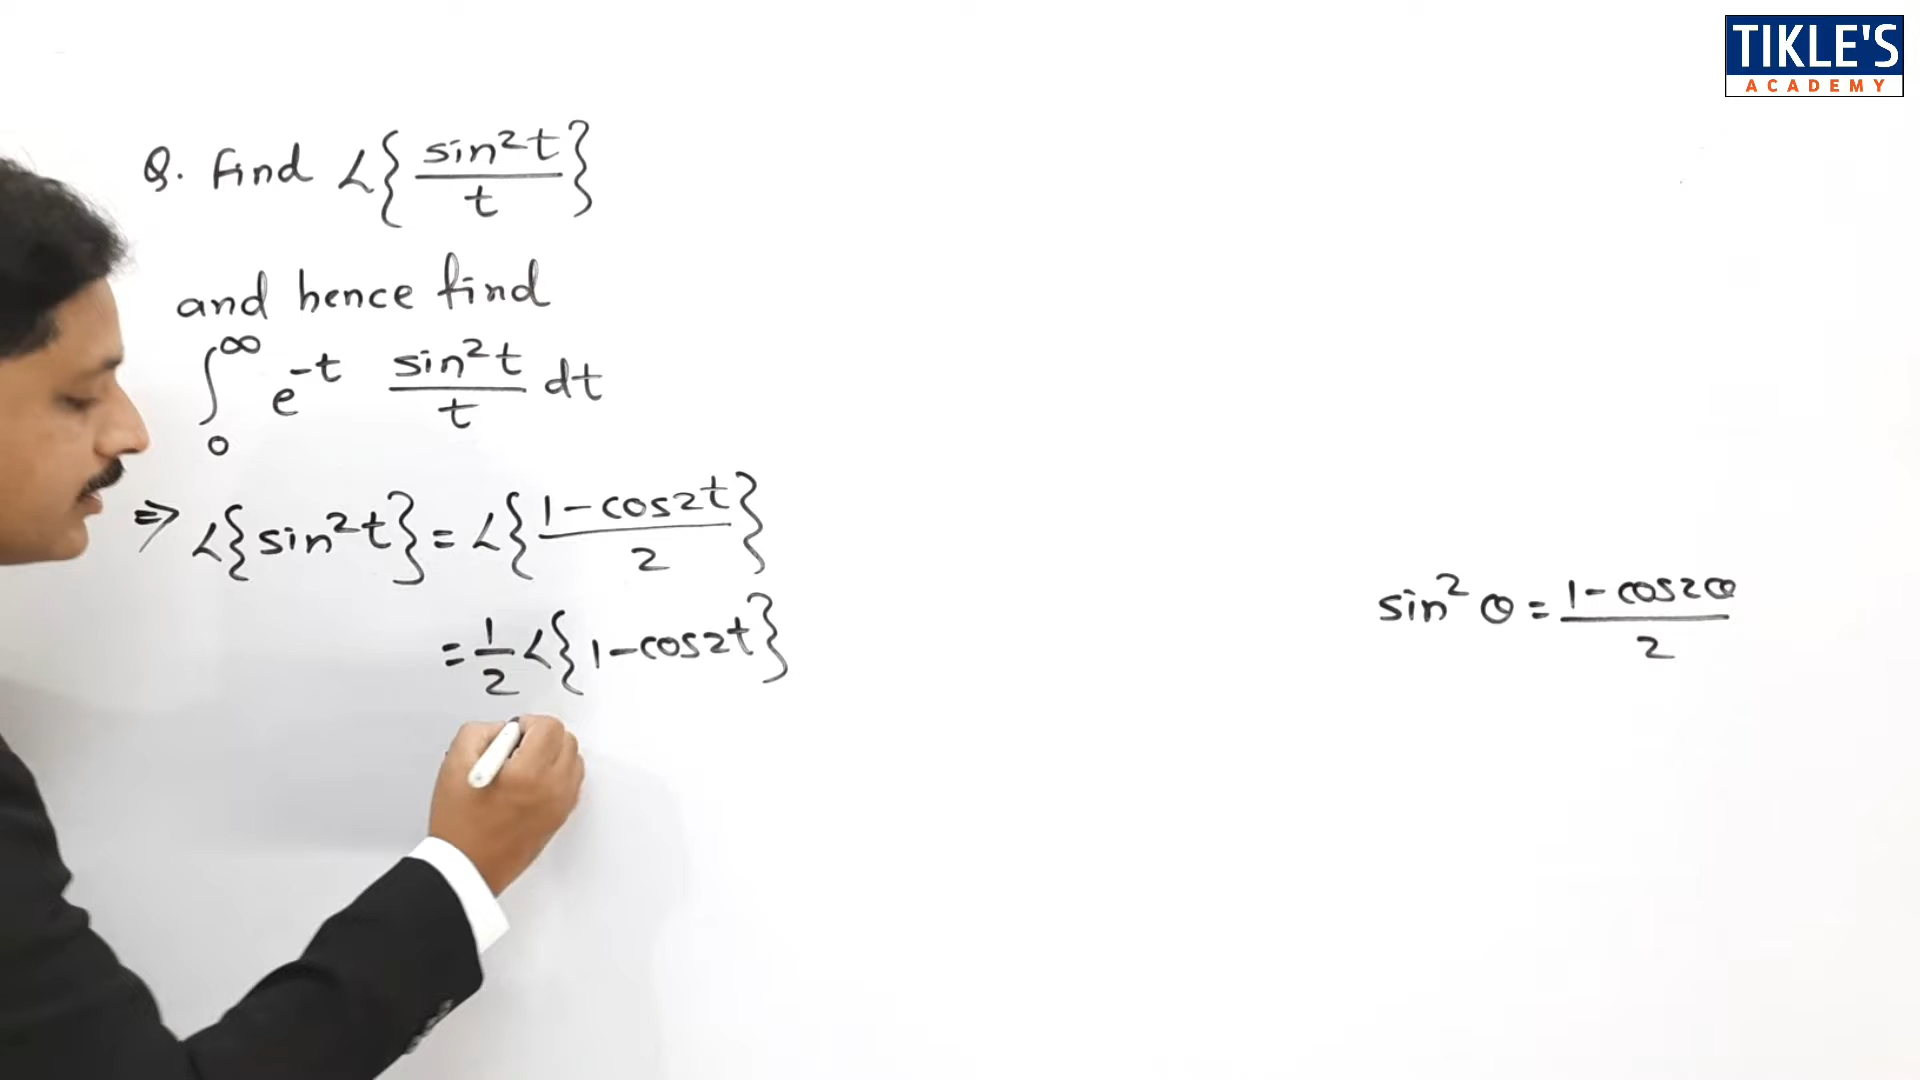 TIKLE'S
ACADEMY
Q. Find L{sin²t/t}
and hence find
∫₀^∞ e^-t sin²t/t dt
⇒ L{sin²t} = L{1-cos2t/2}
= 1/2 L{1-cos2t}
sin²θ = 1-cos2θ/2